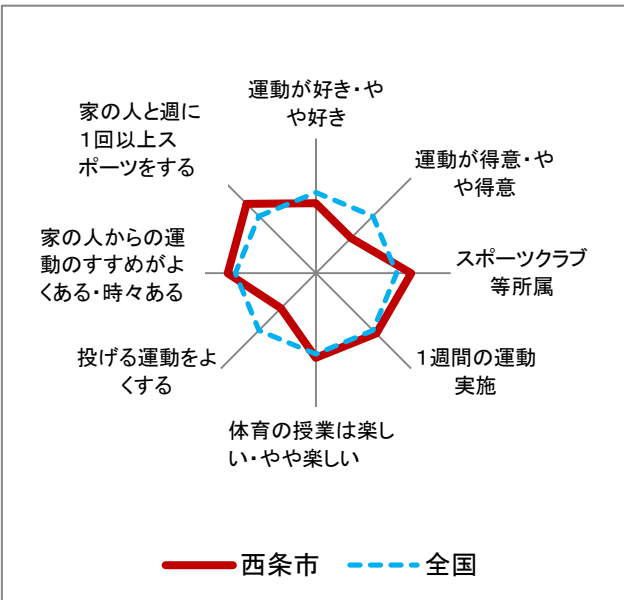 運動が好き・や
や好き
運動が得意・や
や得意
スポーツクラブ
等所属
1週間の運動
実施
体育の授業は楽し
い・やや楽しい
投げる運動をよ
くする
家の人からの運
動のすすめがよ
くある・時々ある
家の人と週に
1回以上ス
ポーツをする
西条市
全国